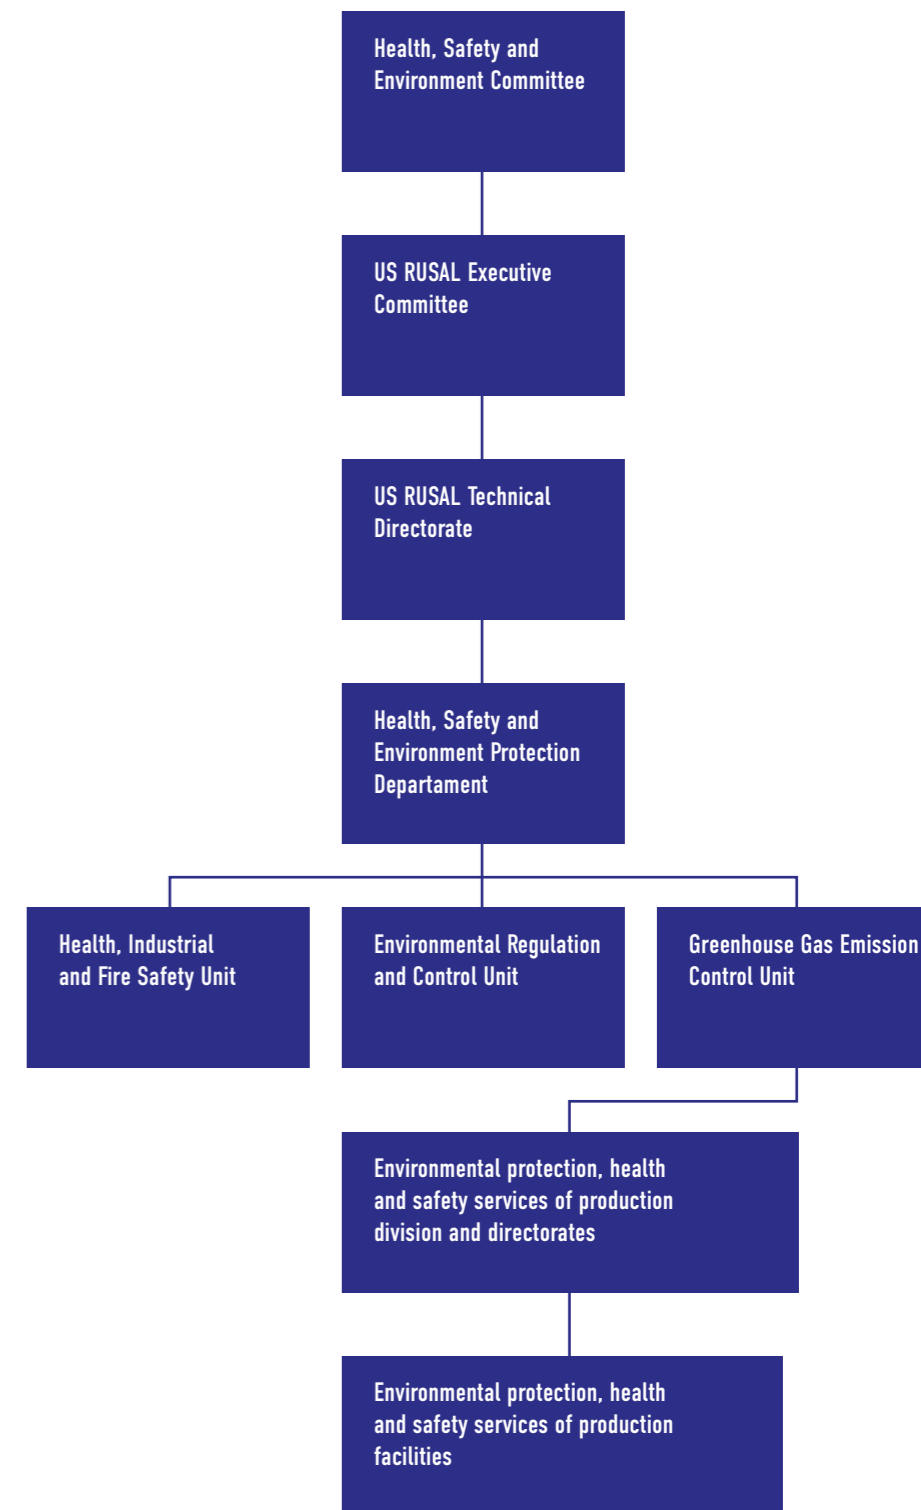 Health, Safety and
Environment Committee
US RUSAL Executive
Committee
US RUSAL Technical
Directorate
Health, Safety and
Environment Protection
Departament
Health, Industrial
and Fire Safety Unit
Environmental Regulation
and Control Unit
Greenhouse Gas Emission
Control Unit
Environmental protection, health
and safety services of production
division and directorates
Environmental protection, health
and safety services of production
facilities